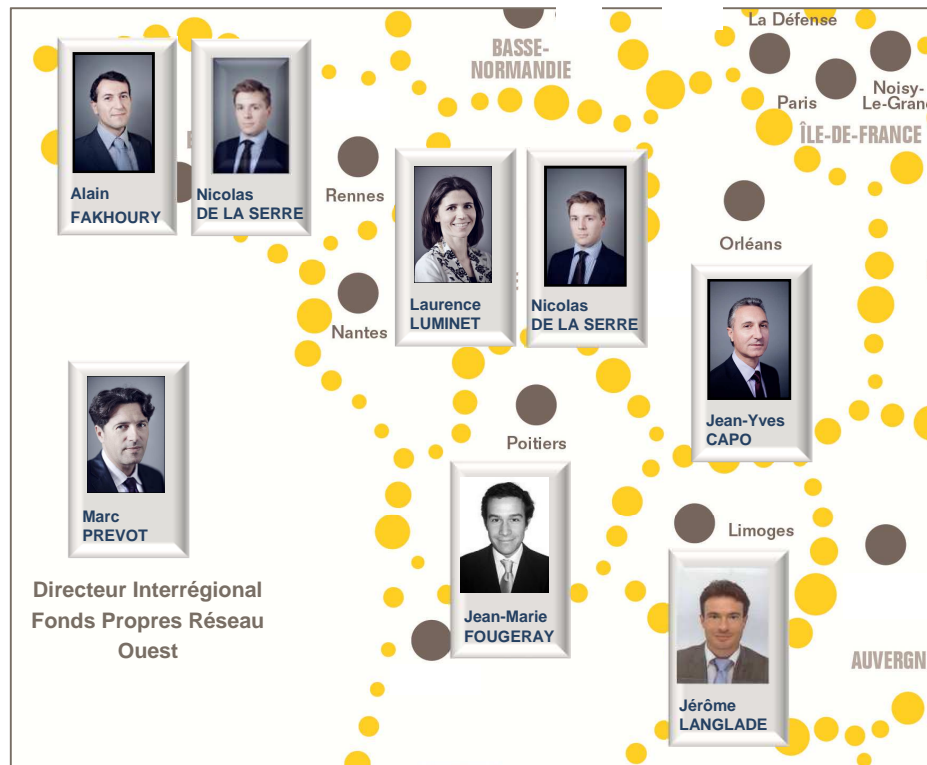 La Défense
BASSE-
NORMANDIE
Paris
Noisy-
Le-Grand
ÎLE-DE-FRANCE
Alain
FAKHOURY
Nicolas
DE LA SERRE
Rennes
Orléans
Nantes
Laurence
LUMINET
Nicolas
DE LA SERRE
Jean-Yves
CAPO
Poitiers
Marc
PREVOT
Limoges
Directeur Interrégional
Fonds Propres Réseau
Ouest
Jean-Marie
FOUGERAY
AUVERGN
Jérôme
LANGLADE